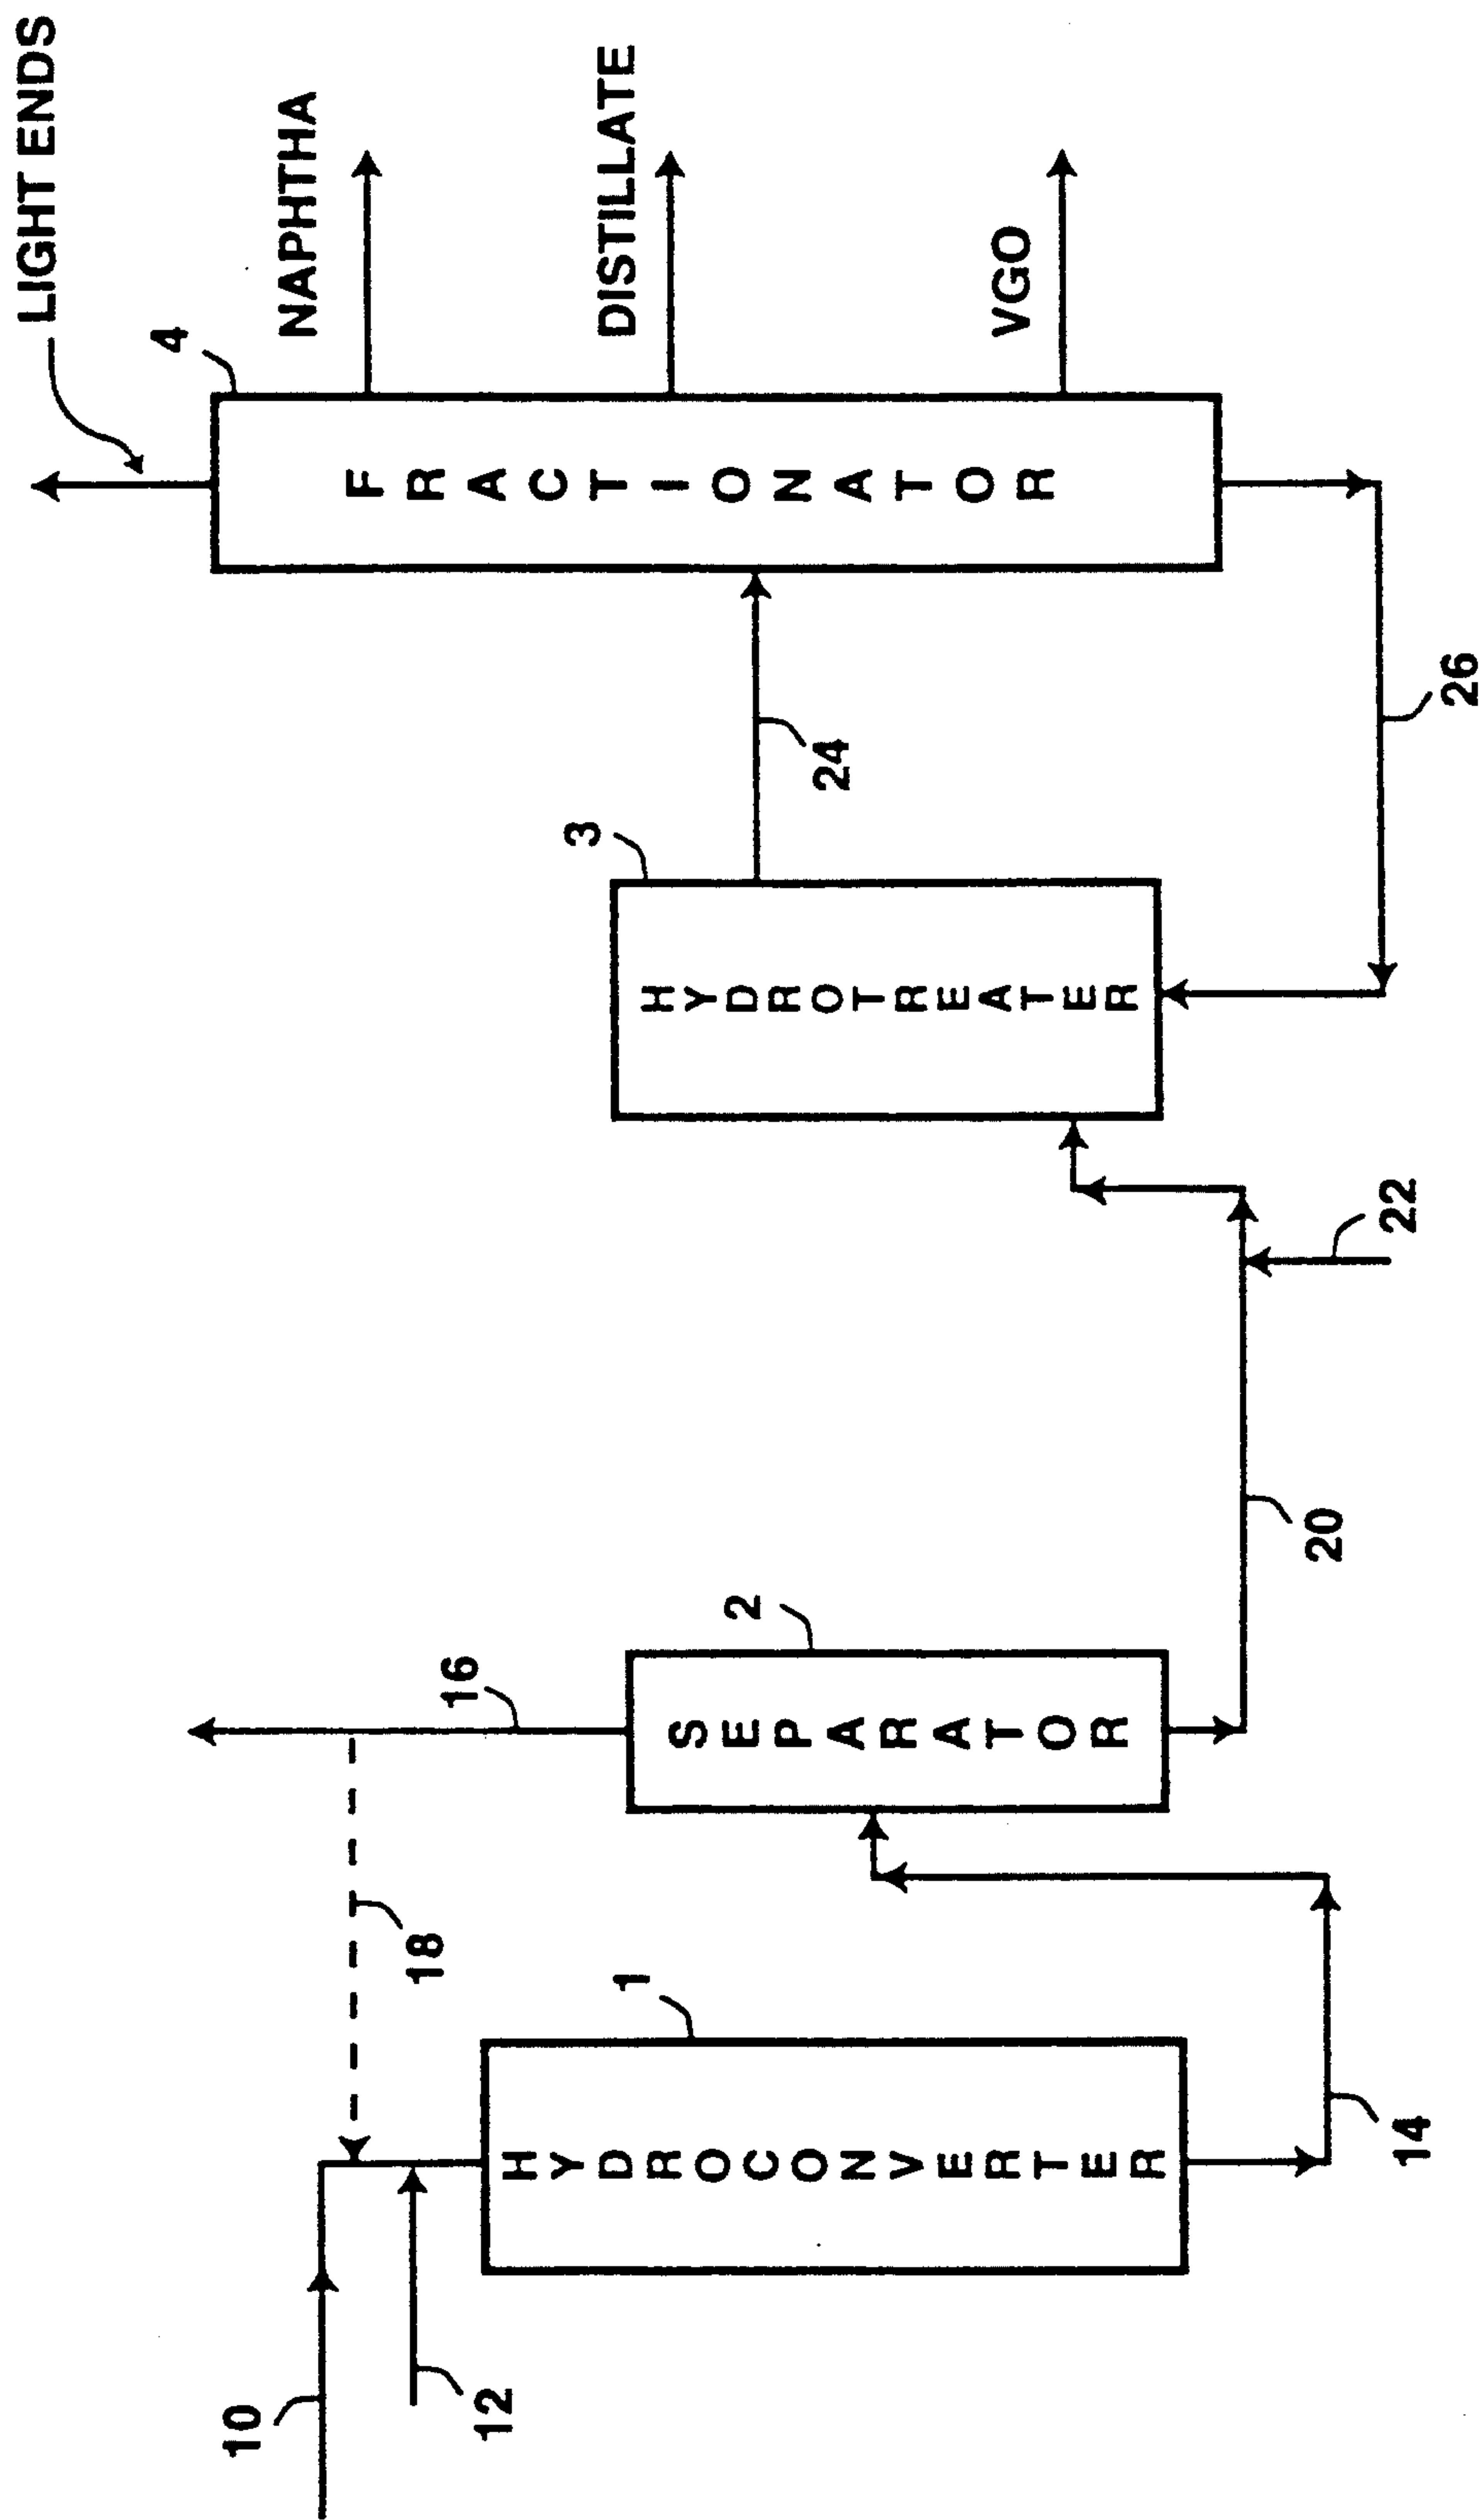 10
12
HYDROCONVERTER
1
14
18
16
SEPARATOR
2
20
22
HYDROTREATER
3
24
26
FRACTIONATOR
4
LIGHT ENDS
NAPHTHA
DISTILLATE
VGO